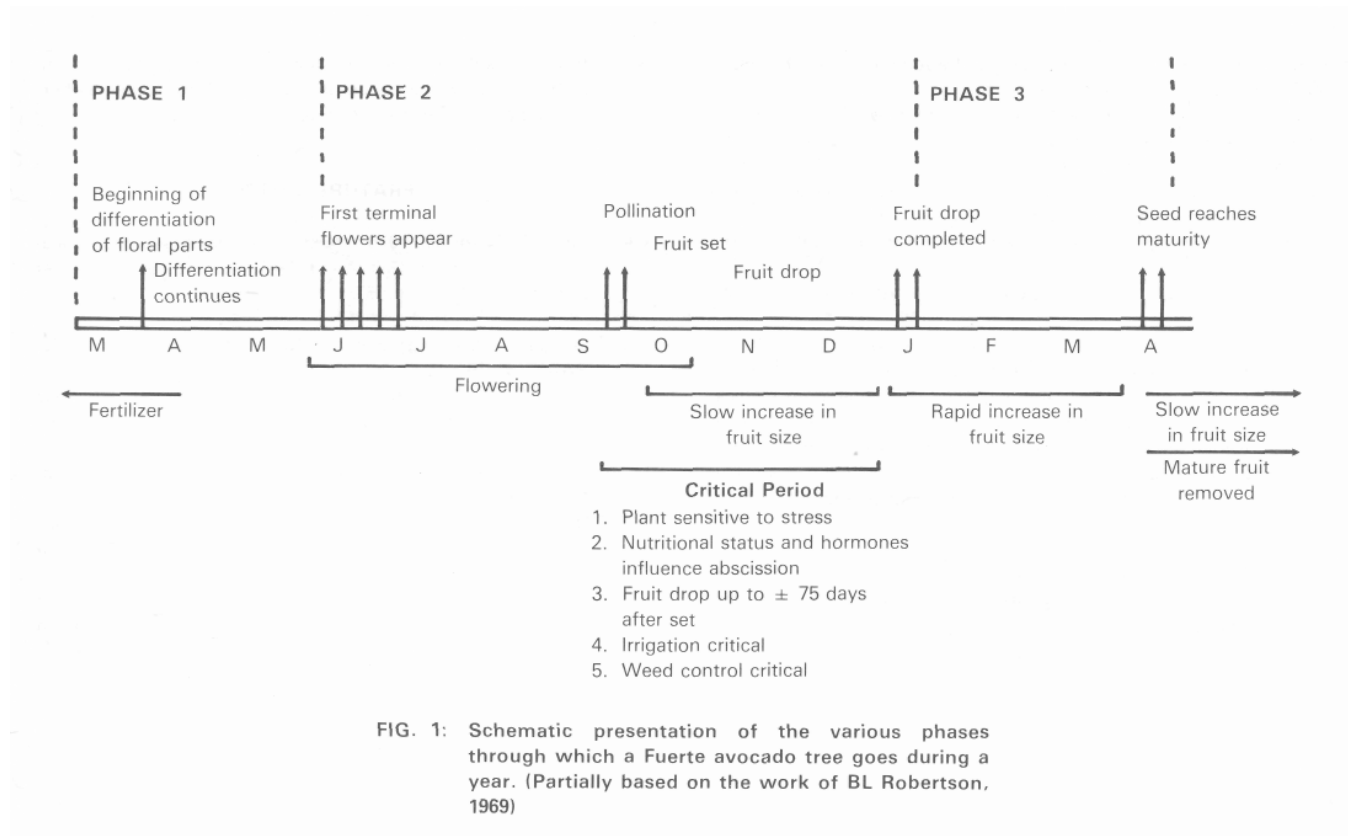 PHASE 1
PHASE 2
PHASE 3
Beginning of
differentiation
of floral parts
Differentiation
continues
First terminal
flowers appear
Pollination
Fruit set
Fruit drop
Fruit drop
completed
Seed reaches
maturity
M A M J J A S O N D J F M A
Flowering
Fertilizer
Slow increase in
fruit size
Rapid increase in
fruit size
Slow increase
in fruit size
Mature fruit
removed
Critical Period
1. Plant sensitive to stress
2. Nutritional status and hormones
influence abscission
3. Fruit drop up to ± 75 days
after set
4. Irrigation critical
5. Weed control critical
FIG. 1: Schematic presentation of the various phases
through which a Fuerte avocado tree goes during a
year. (Partially based on the work of BL Robertson,
1969)